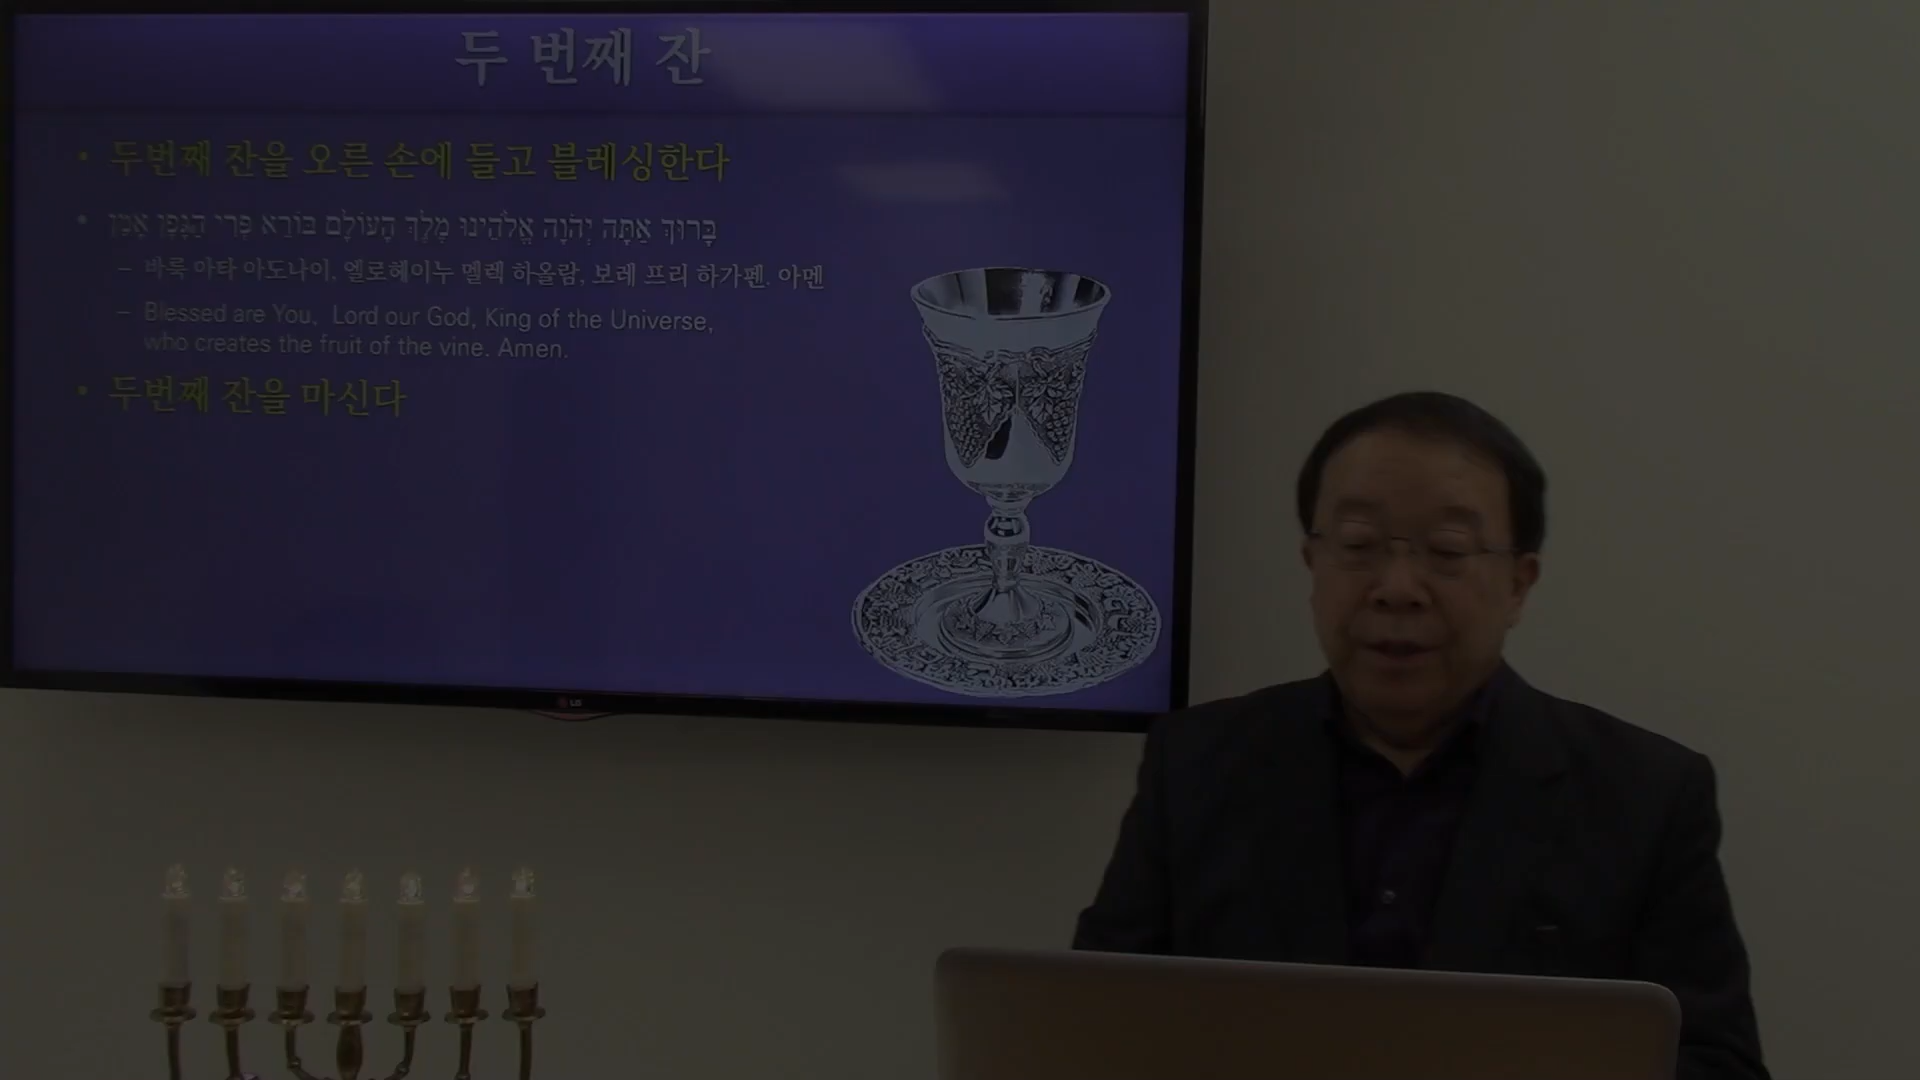 두 번째 잔
• 두번째 잔을 오른 손에 들고 블레싱한다
• בָּרוּךְ אַתָּה יְהֹוָה אֱלֹהֵינוּ מֶלֶךְ הָעוֹלָם בּוֹרֵא פְּרִי הַגָּפֶן אָמֵן
– 바룩 아타 아도나이, 엘로헤이누 멜렉 하올람, 보레 프리 하가펜. 아멘
– Blessed are You, Lord our God, King of the Universe,
who creates the fruit of the vine. Amen.
• 두번째 잔을 마신다
LG